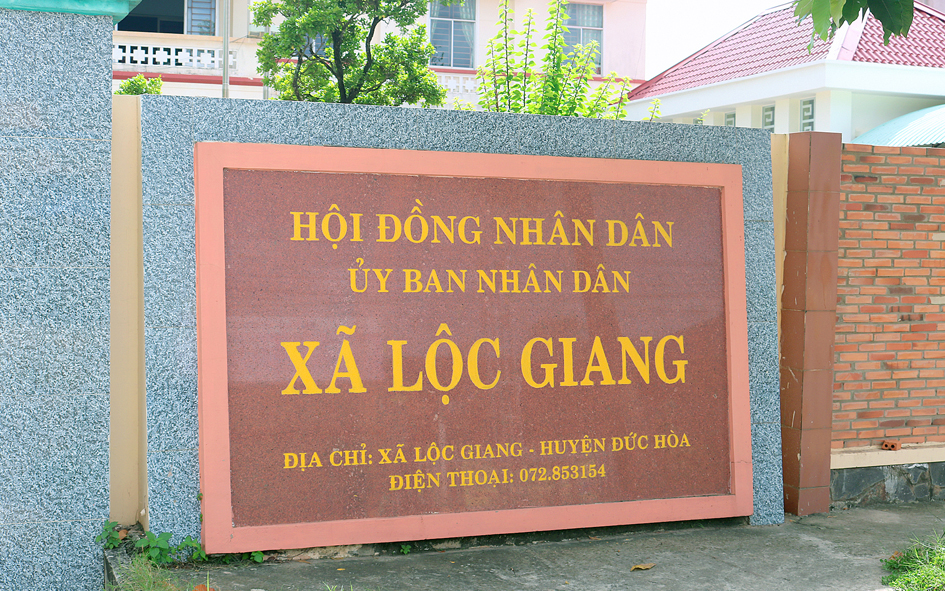 HỘI ĐỒNG NHÂN DÂN
ỦY BAN NHÂN DÂN
XÃ LỘC GIANG
ĐỊA CHỈ: XÃ LỘC GIANG - HUYỆN ĐỨC HÒA
ĐIỆN THOẠI: 072.853154